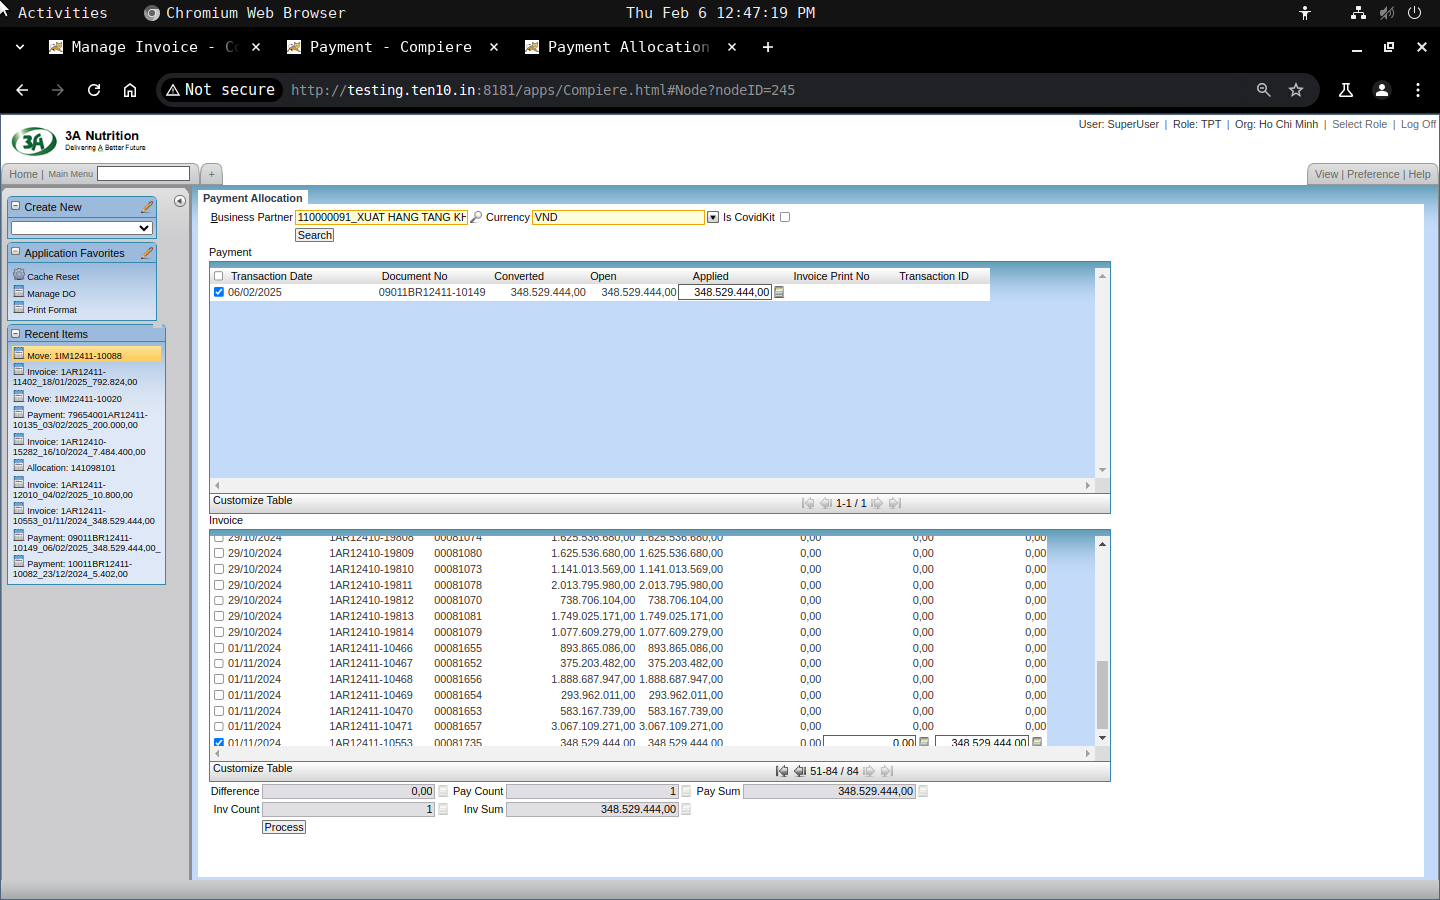 Activities
Chromium Web Browser
Thu Feb 6 12:47:19 PM
Manage Invoice - Co
Payment - Compiere
Payment Allocation
Not secure
http://testing.ten10.in:8181/apps/Compiere.html#Node?nodeID=245
3A
3A Nutrition
Delivering A Better Future
User: SuperUser | Role: TPT | Org: Ho Chi Minh | Select Role | Log Off
Home | Main Menu
+
View | Preference | Help
Create New
Application Favorites
Cache Reset
Manage DO
Print Format
Recent Items
Move: 1IM12411-10088
Invoice: 1AR12411-
11402_18/01/2025_792.824,00
Move: 1IM22411-10020
Payment: 79654001AR12411-
10135_03/02/2025_200.000,00
Invoice: 1AR12410-
15282_16/10/2024_7.484.400,00
Allocation: 141098101
Invoice: 1AR12411-
12010_04/02/2025_10.800,00
Invoice: 1AR12411-
10553_01/11/2024_348.529.444,00
Payment: 09011BR12411-
10149_06/02/2025_348.529.444,00_
Payment: 10011BR12411-
10082_23/12/2024_5.402,00
Payment Allocation
Business Partner 110000091_XUAT HANG TANG KH Currency VND Is CovidKit
Search
Payment
Transaction Date Document No Converted Open Applied Invoice Print No Transaction ID
06/02/2025 09011BR12411-10149 348.529.444,00 348.529.444,00 348.529.444,00
Customize Table 1-1 / 1
Invoice
29/10/2024 1AR12410-19808 00081074 1.625.536.680,00 1.625.536.680,00 0,00 0,00 0,00
29/10/2024 1AR12410-19809 00081080 1.625.536.680,00 1.625.536.680,00 0,00 0,00 0,00
29/10/2024 1AR12410-19810 00081073 1.141.013.569,00 1.141.013.569,00 0,00 0,00 0,00
29/10/2024 1AR12410-19811 00081078 2.013.795.980,00 2.013.795.980,00 0,00 0,00 0,00
29/10/2024 1AR12410-19812 00081070 738.706.104,00 738.706.104,00 0,00 0,00 0,00
29/10/2024 1AR12410-19813 00081081 1.749.025.171,00 1.749.025.171,00 0,00 0,00 0,00
29/10/2024 1AR12410-19814 00081079 1.077.609.279,00 1.077.609.279,00 0,00 0,00 0,00
01/11/2024 1AR12411-10466 00081655 893.865.086,00 893.865.086,00 0,00 0,00 0,00
01/11/2024 1AR12411-10467 00081652 375.203.482,00 375.203.482,00 0,00 0,00 0,00
01/11/2024 1AR12411-10468 00081656 1.888.687.947,00 1.888.687.947,00 0,00 0,00 0,00
01/11/2024 1AR12411-10469 00081654 293.962.011,00 293.962.011,00 0,00 0,00 0,00
01/11/2024 1AR12411-10470 00081653 583.167.739,00 583.167.739,00 0,00 0,00 0,00
01/11/2024 1AR12411-10471 00081657 3.067.109.271,00 3.067.109.271,00 0,00 0,00 0,00
01/11/2024 1AR12411-10553 00081735 348.529.444,00 348.529.444,00 0,00 0,00 348.529.444,00
Customize Table 51-84 / 84
Difference 0,00 Pay Count 1 Pay Sum 348.529.444,00
Inv Count 1 Inv Sum 348.529.444,00
Process